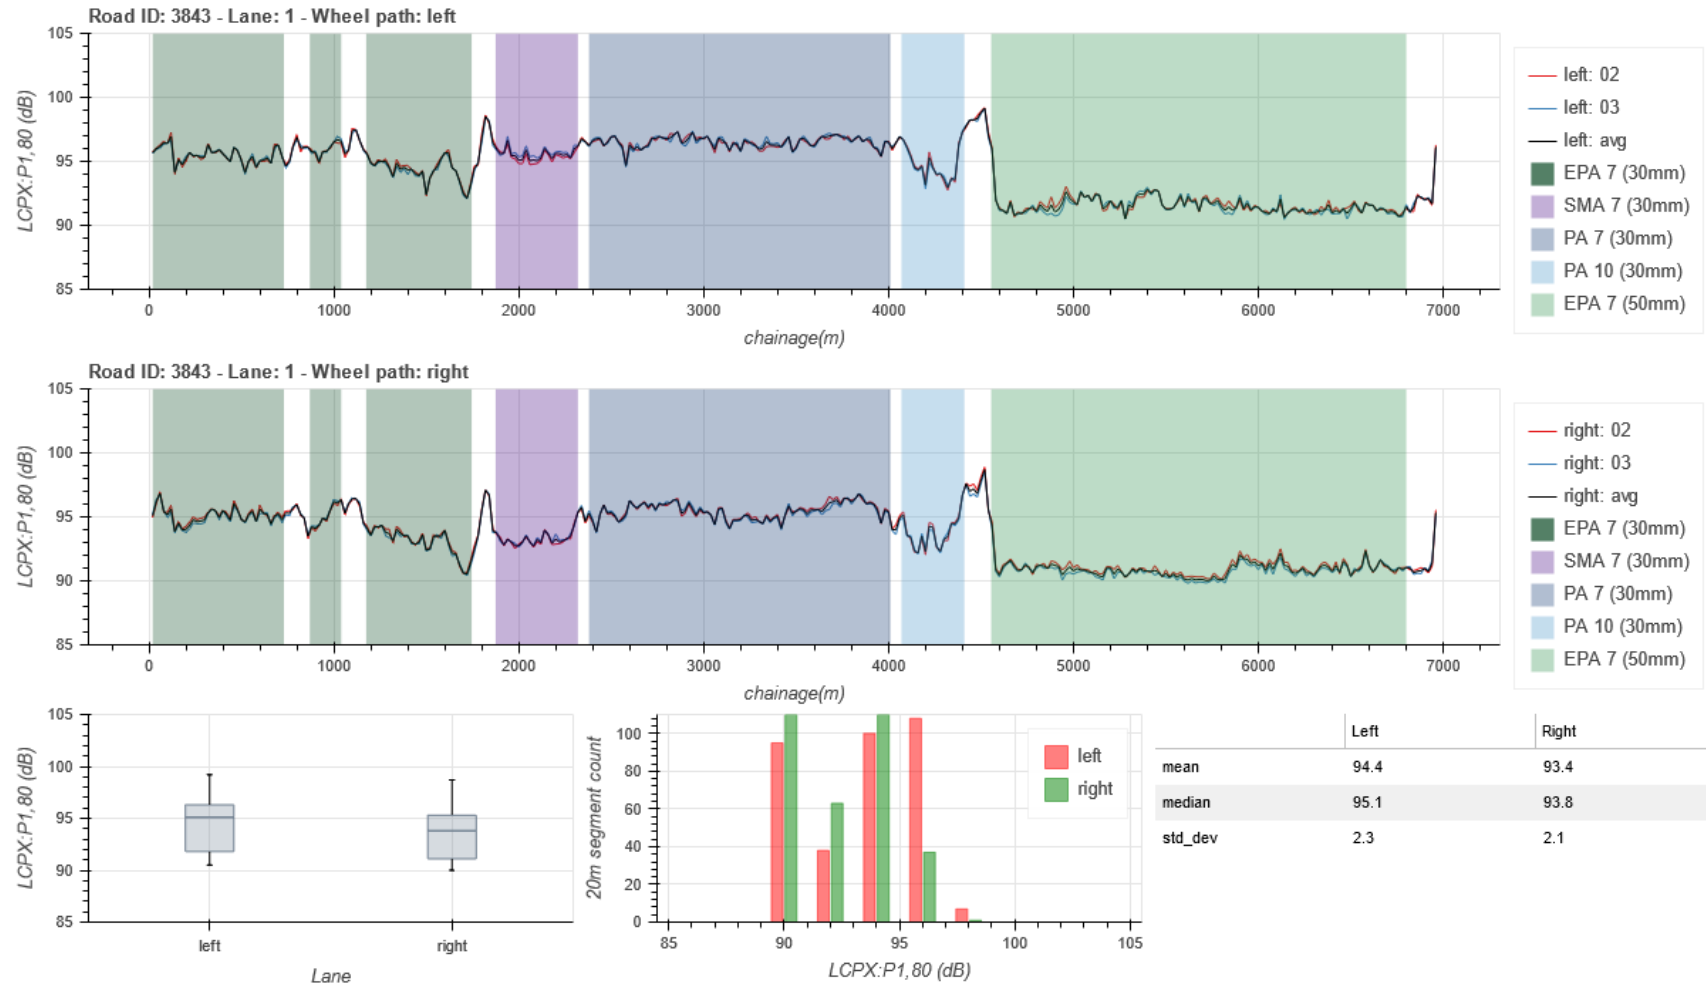 Road ID: 3843 - Lane: 1 - Wheel path: left
105
100
95
90
85
LCPX:P1,80 (dB)
0 1000 2000 3000 4000 5000 6000 7000
chainage(m)
left: 02
left: 03
left: avg
EPA 7 (30mm)
SMA 7 (30mm)
PA 7 (30mm)
PA 10 (30mm)
EPA 7 (50mm)
Road ID: 3843 - Lane: 1 - Wheel path: right
105
100
95
90
85
LCPX:P1,80 (dB)
0 1000 2000 3000 4000 5000 6000 7000
chainage(m)
right: 02
right: 03
right: avg
EPA 7 (30mm)
SMA 7 (30mm)
PA 7 (30mm)
PA 10 (30mm)
EPA 7 (50mm)
105
100
95
90
85
LCPX:P1,80 (dB)
left right
Lane
100
80
60
40
20
0
20m segment count
85 90 95 100 105
LCPX:P1,80 (dB)
left
right
Left Right
mean 94.4 93.4
median 95.1 93.8
std_dev 2.3 2.1